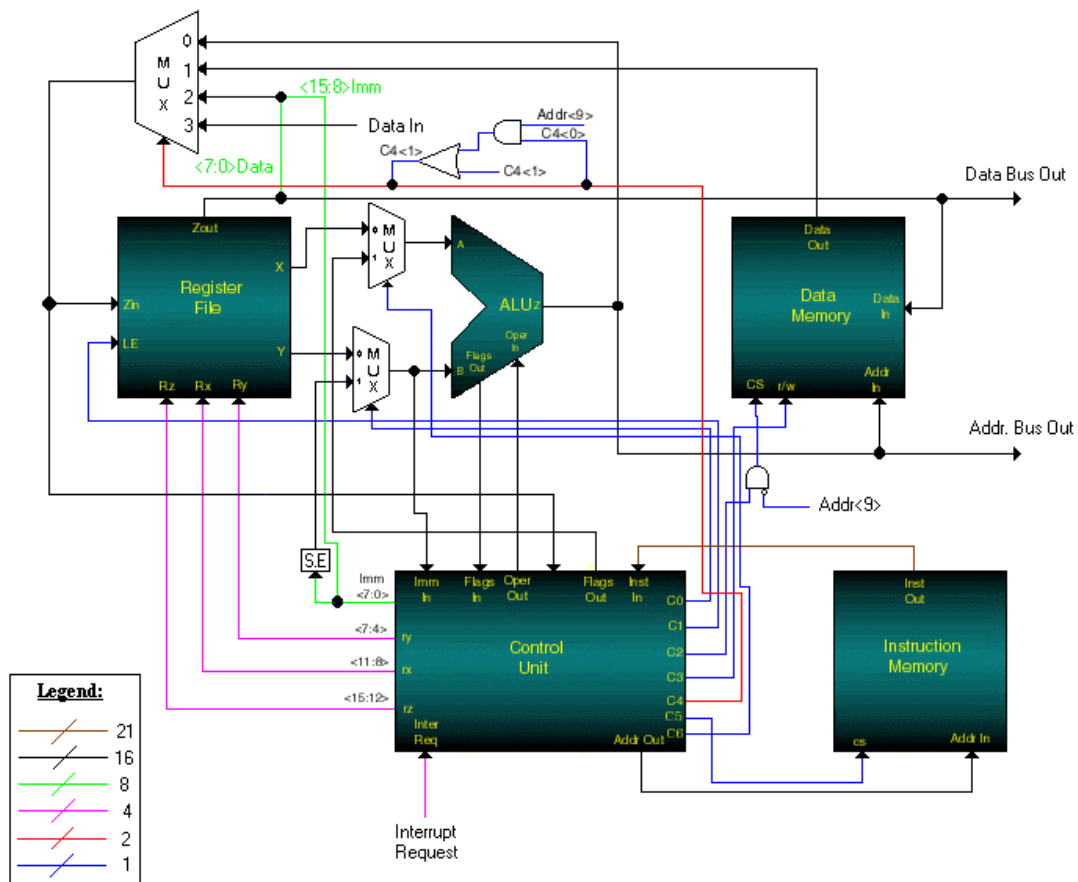 M
U
X
0
1
2
3
<15:8>Imm
<7:0>Data
Data In
Addr<9>
C4<0>
C4<1>
C4<1>
Data Bus Out
Zout
X
Register
File
Zin
LE
Y
Rz
Rx
Ry
0
1
M
U
X
0
1
M
U
X
A
ALU
z
Oper
In
Flags
Out
B
Data
Out
Data
Memory
Data
In
Addr
In
CS
r/w
Addr. Bus Out
Addr<9>
S.E
Imm
<7:0>
Imm
In
Flags
In
Oper
Out
Flags
Out
Inst
In
C0
C1
C2
C3
C4
C5
C6
<7:4>
ry
<11:8>
rx
<15:12>
rz
Control
Unit
Inter
Req
Addr Out
Inst
Out
Instruction
Memory
cs
Addr In
Interrupt
Request
Legend:
21
16
8
4
2
1